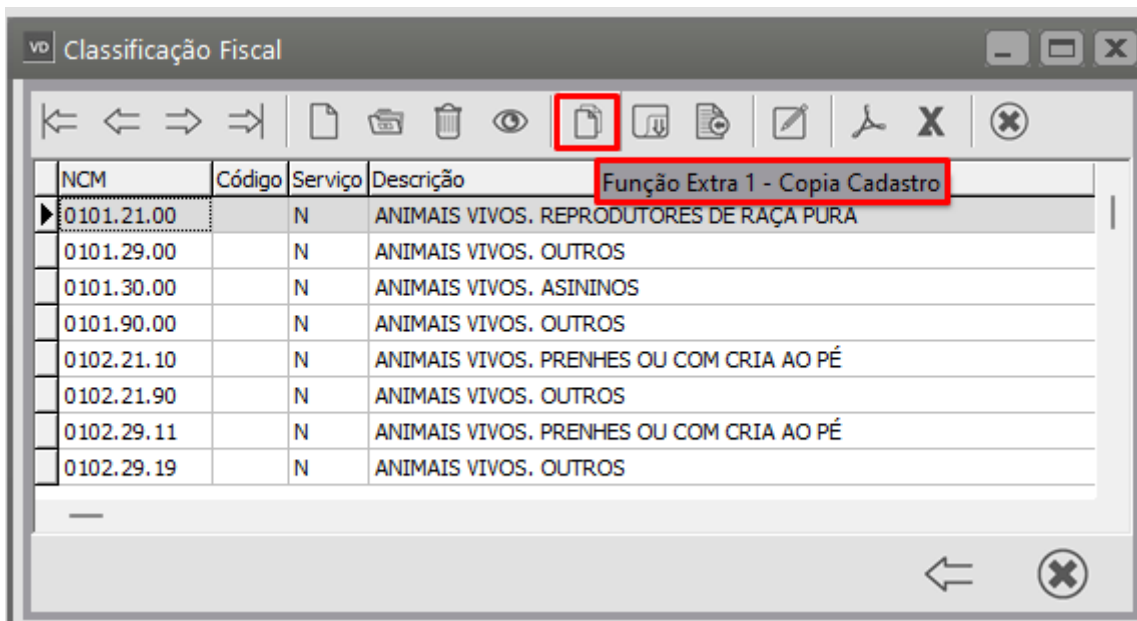 VD Classificação Fiscal
NCM Código Serviço Descrição
Função Extra 1 - Copia Cadastro
0101.21.00 N ANIMAIS VIVOS. REPRODUTORES DE RAÇA PURA
0101.29.00 N ANIMAIS VIVOS. OUTROS
0101.30.00 N ANIMAIS VIVOS. ASININOS
0101.90.00 N ANIMAIS VIVOS. OUTROS
0102.21.10 N ANIMAIS VIVOS. PRENHES OU COM CRIA AO PÉ
0102.21.90 N ANIMAIS VIVOS. OUTROS
0102.29.11 N ANIMAIS VIVOS. PRENHES OU COM CRIA AO PÉ
0102.29.19 N ANIMAIS VIVOS. OUTROS